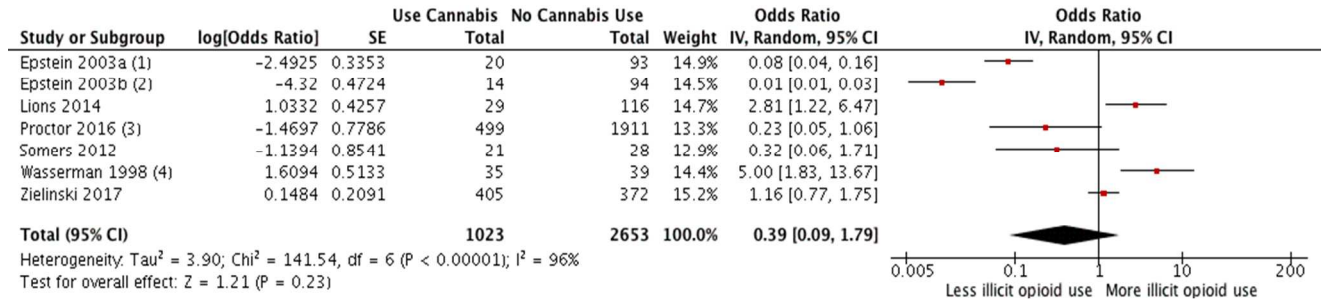 Use Cannabis No Cannabis Use Odds Ratio Odds Ratio
Study or Subgroup log[Odds Ratio] SE Total Total Weight IV, Random, 95% CI IV, Random, 95% CI
Epstein 2003a (1) -2.4925 0.3353 20 93 14.9% 0.08 [0.04, 0.16]
Epstein 2003b (2) -4.32 0.4724 14 94 14.5% 0.01 [0.01, 0.03]
Lions 2014 1.0332 0.4257 29 116 14.7% 2.81 [1.22, 6.47]
Proctor 2016 (3) -1.4697 0.7786 499 1911 13.3% 0.23 [0.05, 1.06]
Somers 2012 -1.1394 0.8541 21 28 12.9% 0.32 [0.06, 1.71]
Wasserman 1998 (4) 1.6094 0.5133 35 39 14.4% 5.00 [1.83, 13.67]
Zielinski 2017 0.1484 0.2091 405 372 15.2% 1.16 [0.77, 1.75]
Total (95% CI) 1023 2653 100.0% 0.39 [0.09, 1.79]
Heterogeneity: Tau² = 3.90; Chi² = 141.54, df = 6 (P < 0.00001); I² = 96%
Test for overall effect: Z = 1.21 (P = 0.23)
0.005 0.1 1 10 200
Less illicit opioid use More illicit opioid use